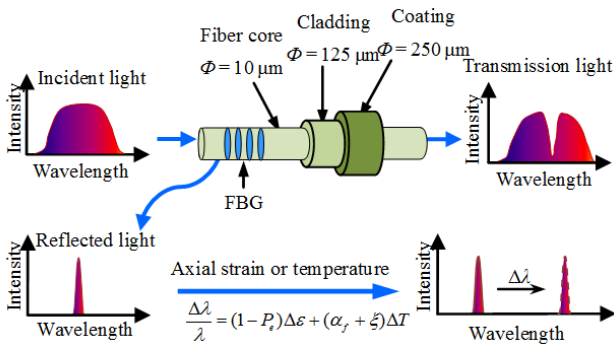 Fiber core
Φ = 10 μm
Cladding
Φ = 125 μm
Coating
Φ = 250 μm
Incident light
Intensity
Wavelength
FBG
Transmission light
Intensity
Wavelength
Reflected light
Intensity
Wavelength
Axial strain or temperature
Δλ/λ = (1 − P_e)Δε + (α_f + ξ)ΔT
Intensity
Δλ
Wavelength